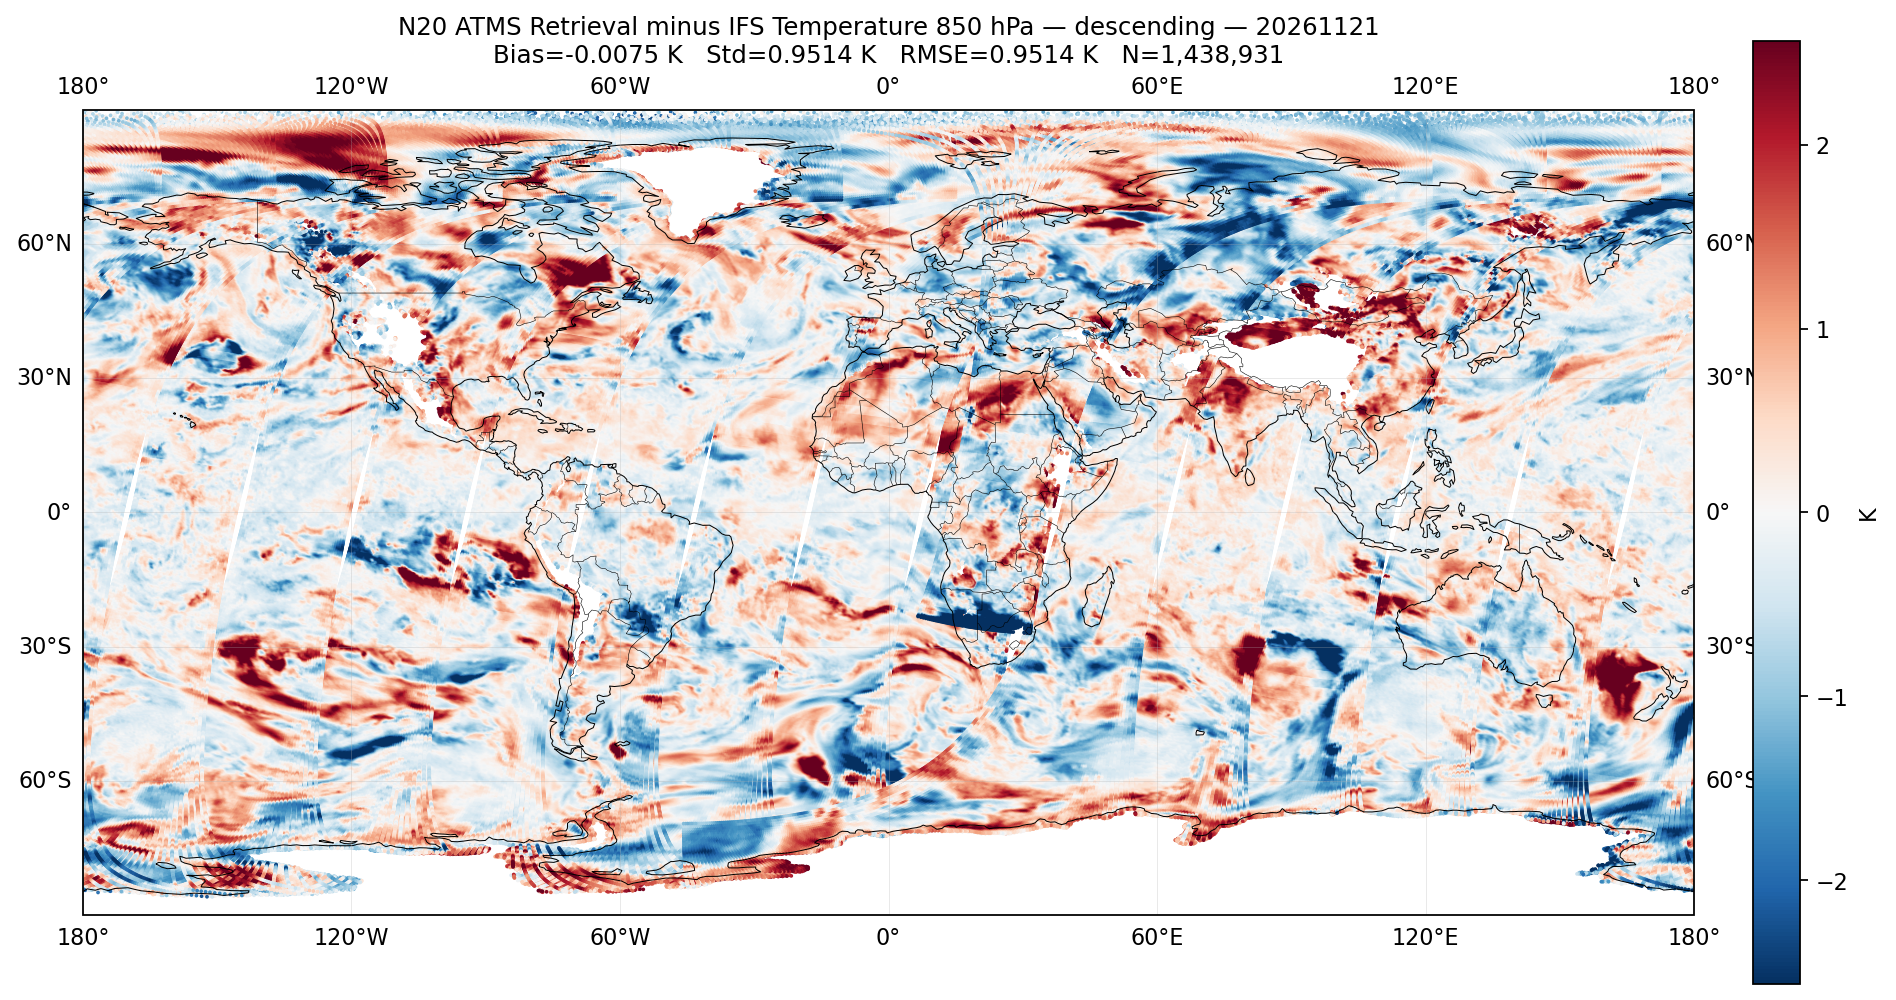 N20 ATMS Retrieval minus IFS Temperature 850 hPa — descending — 20261121
Bias=-0.0075 K   Std=0.9514 K   RMSE=0.9514 K   N=1,438,931
180° 120°W 60°W 0° 60°E 120°E 180°
60°N 60°N
30°N 30°N
0° 0°
30°S 30°S
60°S 60°S
180° 120°W 60°W 0° 60°E 120°E 180°
2
1
0
−1
−2
K